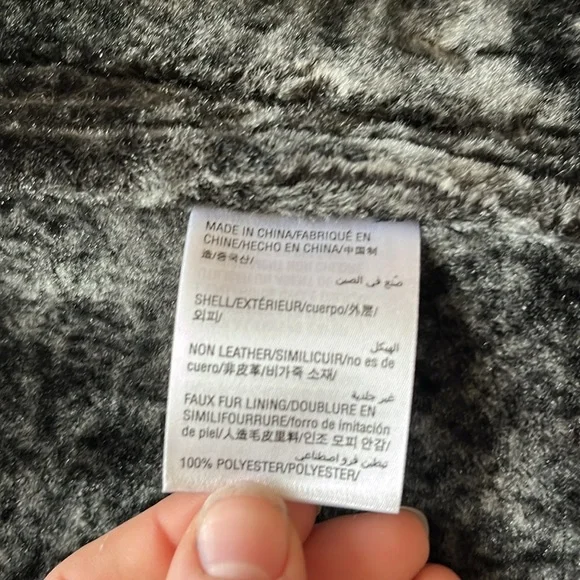 MADE IN CHINA/FABRIQUÉ EN
CHINE/HECHO EN CHINA/中国制
造/중국산/
صنع في الصين
SHELL/EXTÉRIEUR/cuerpo/外层/
외피/
الهيكل
NON LEATHER/SIMILICUIR/no es de
cuero/非皮革/비가죽 소재/
غير جلدية
FAUX FUR LINING/DOUBLURE EN
SIMILIFOURRURE/forro de imitación
de piel/人造毛皮里料/인조 모피 안감/
تبطين فرو اصطناعي
100% POLYESTER/POLYESTER/